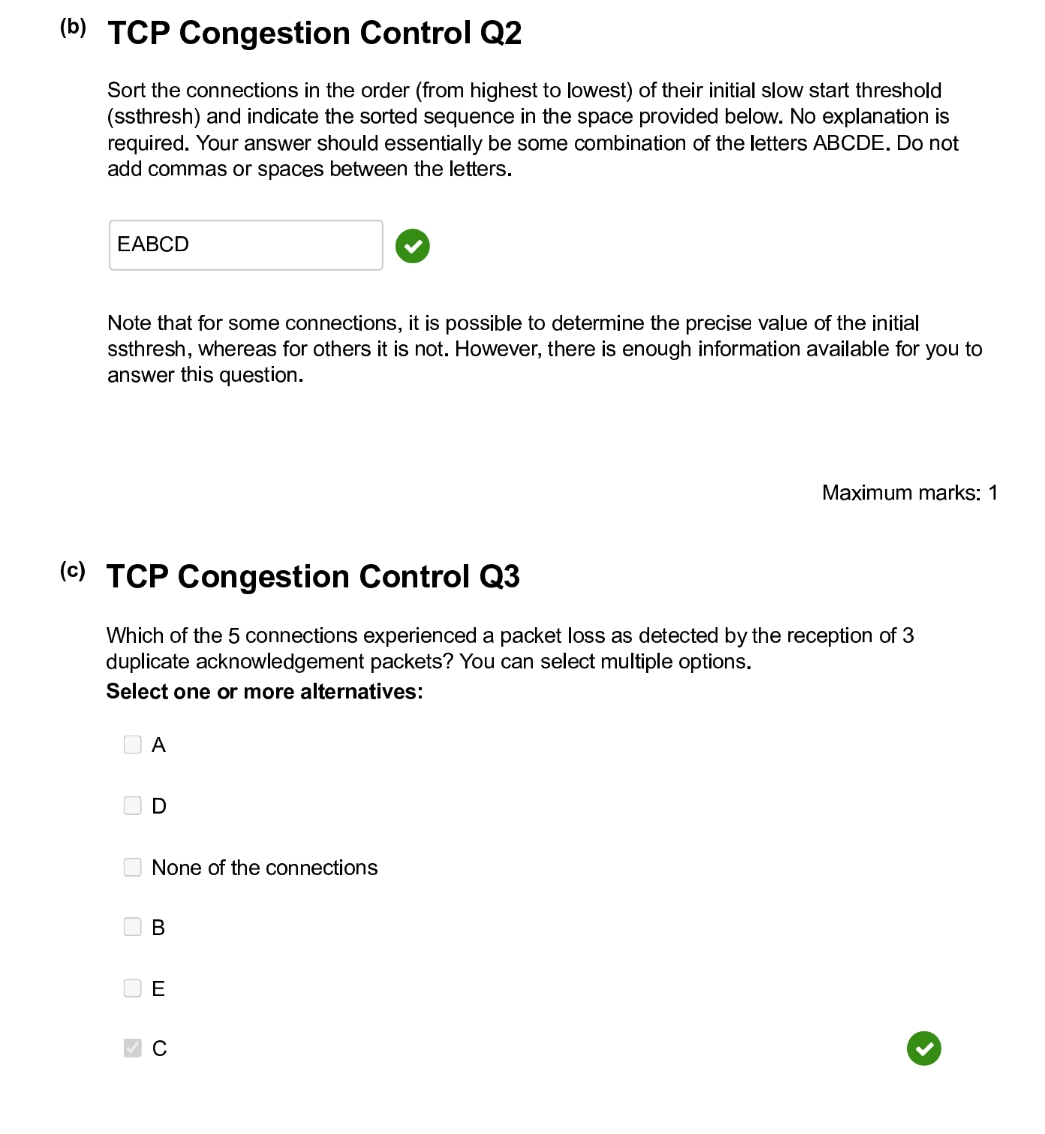 (b) TCP Congestion Control Q2
Sort the connections in the order (from highest to lowest) of their initial slow start threshold
(ssthresh) and indicate the sorted sequence in the space provided below. No explanation is
required. Your answer should essentially be some combination of the letters ABCDE. Do not
add commas or spaces between the letters.
EABCD
Note that for some connections, it is possible to determine the precise value of the initial
ssthresh, whereas for others it is not. However, there is enough information available for you to
answer this question.
Maximum marks: 1
(c) TCP Congestion Control Q3
Which of the 5 connections experienced a packet loss as detected by the reception of 3
duplicate acknowledgement packets? You can select multiple options.
Select one or more alternatives:
A
D
None of the connections
B
E
C